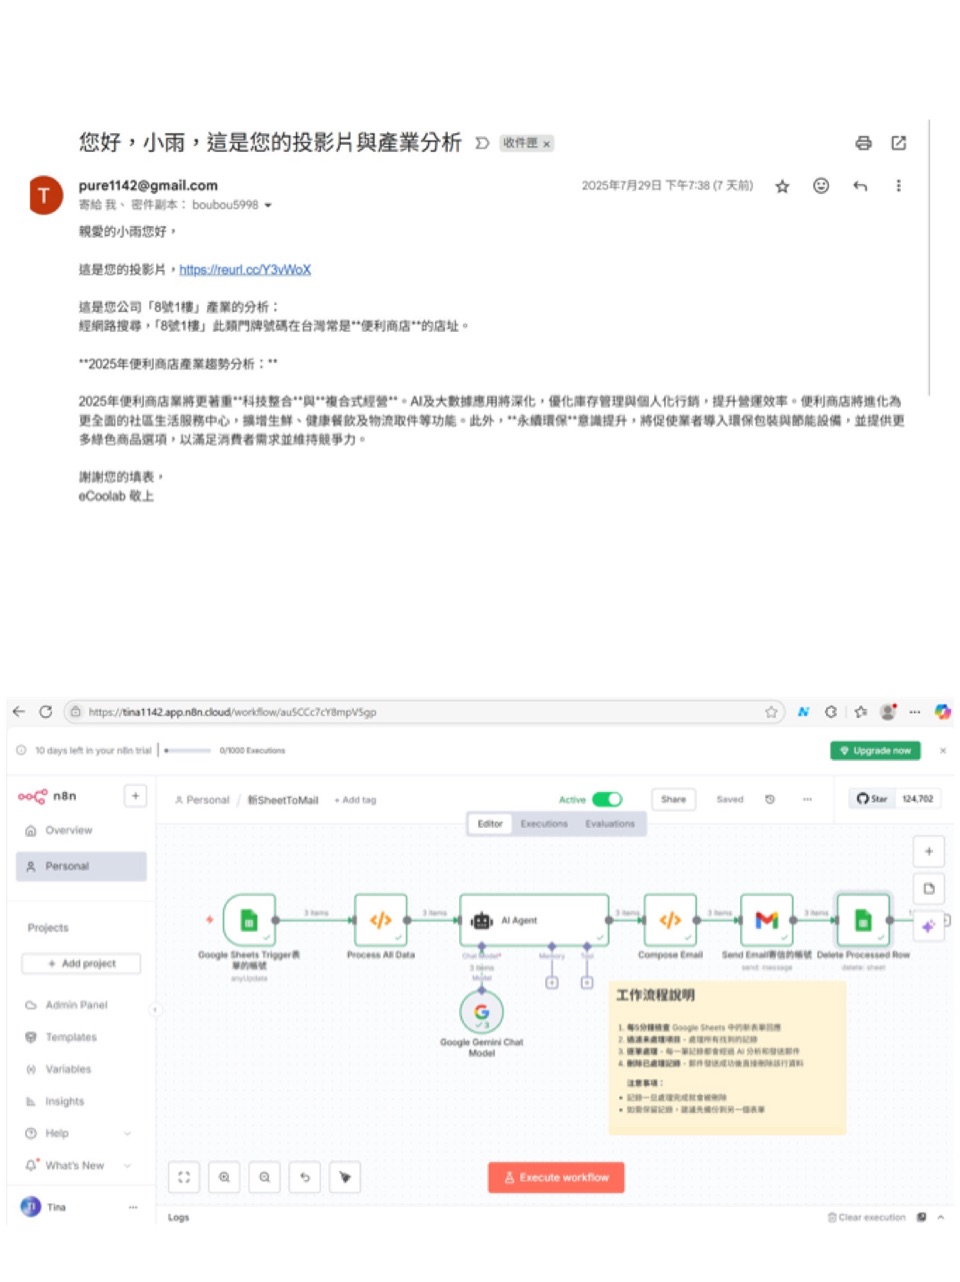 您好，小雨，這是您的投影片與產業分析 收件匣 ×
T
pure1142@gmail.com
2025年7月29日 下午7:38 (7 天前)
寄給 我、 密件副本： boubou5998
親愛的小雨您好，
這是您的投影片，https://reurl.cc/Y3vWoX
這是您公司「8號1樓」產業的分析：
經網路搜尋，「8號1樓」此類門牌號碼在台灣常是**便利商店**的店址。
**2025年便利商店產業趨勢分析：**
2025年便利商店業將更著重**科技整合**與**複合式經營**。AI及大數據應用將深化，優化庫存管理與個人化行銷，提升營運效率。便利商店將進化為
更全面的社區生活服務中心，擴增生鮮、健康餐飲及物流取件等功能。此外，**永續環保**意識提升，將促使業者導入環保包裝與節能設備，並提供更
多綠色商品選項，以滿足消費者需求並維持競爭力。
謝謝您的填表，
eCoolab 敬上
https://tina1142.app.n8n.cloud/workflow/au5CCc7cY8mpV5gp
10 days left in your n8n trial 0/1000 Executions
Upgrade now ×
n8n +
Personal / 新SheetToMail + Add tag
Active Share Saved ... Star 124,702
Editor Executions Evaluations
Overview
Personal
Projects
+ Add project
Admin Panel
Templates
Variables
Insights
Help
What's New
Tina ...
3 items
3 items
AI Agent
3 items
3 items
3 items
Google Sheets Trigger表
單的帳號
anyUpdate
Process All Data
Chat Model*
Memory
Tool
3 items
Model
Compose Email
Send Email寄信的帳號
send: message
Delete Processed Row
delete: sheet
3
Google Gemini Chat
Model
工作流程說明
1. 每5分鐘檢查 Google Sheets 中的新表單回應
2. 過濾未處理項目，處理所有找到的記錄
3. 逐筆處理，每一筆記錄都會經過 AI 分析和發送郵件
4. 刪除已處理記錄，郵件發送成功後直接刪除該行資料
注意事項：
• 記錄一旦處理完成就會被刪除
• 如需保留記錄，建議先備份到另一個表單
Execute workflow
Logs
Clear execution